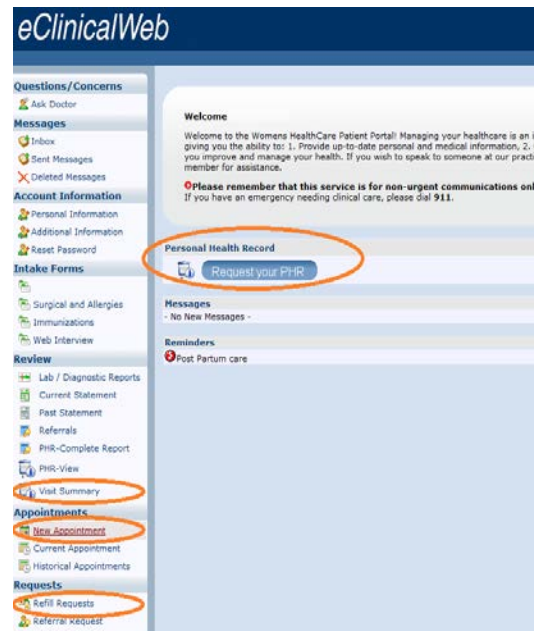 eClinicalWeb
Questions/Concerns
Ask Doctor
Messages
Inbox
Sent Messages
Deleted Messages
Account Information
Personal Information
Additional Information
Reset Password
Intake Forms
Surgical and Allergies
Immunizations
Web Interview
Review
Lab / Diagnostic Reports
Current Statement
Past Statement
Referrals
PHR-Complete Report
PHR-View
Visit Summary
Appointments
New Appointment
Current Appointment
Historical Appointments
Requests
Refill Requests
Referral Request
Welcome
Welcome to the Womens HealthCare Patient Portal! Managing your healthcare is an i
giving you the ability to: 1. Provide up-to-date personal and medical information, 2.
you improve and manage your health. If you wish to speak to someone at our practi
member for assistance.
Please remember that this service is for non-urgent communications onl
If you have an emergency needing clinical care, please dial 911.
Personal Health Record
Request your PHR
Messages
- No New Messages -
Reminders
Post Partum care